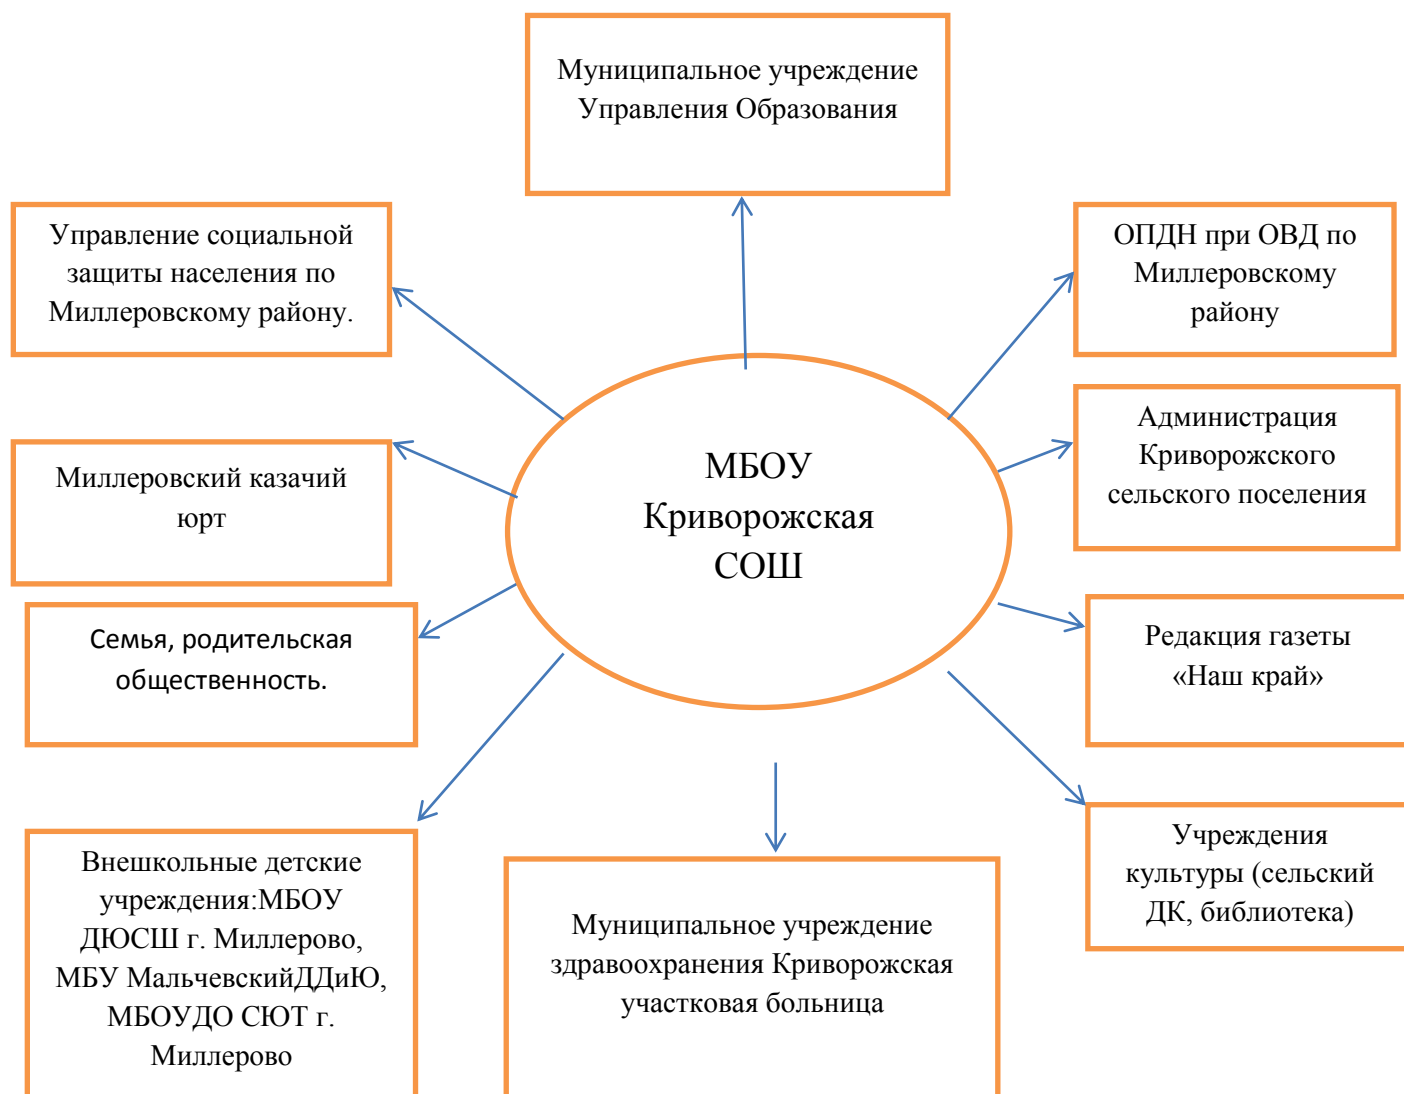 Муниципальное учреждение
Управления Образования
Управление социальной
защиты населения по
Миллеровскому району.
ОПДН при ОВД по
Миллеровскому
району
Миллеровский казачий
юрт
МБОУ
Криворожская
СОШ
Администрация
Криворожского
сельского поселения
Семья, родительская
общественность.
Редакция газеты
«Наш край»
Внешкольные детские
учреждения:МБОУ
ДЮСШ г. Миллерово,
МБУ МальчевскийДДиЮ,
МБОУДО СЮТ г.
Миллерово
Муниципальное учреждение
здравоохранения Криворожская
участковая больница
Учреждения
культуры (сельский
ДК, библиотека)